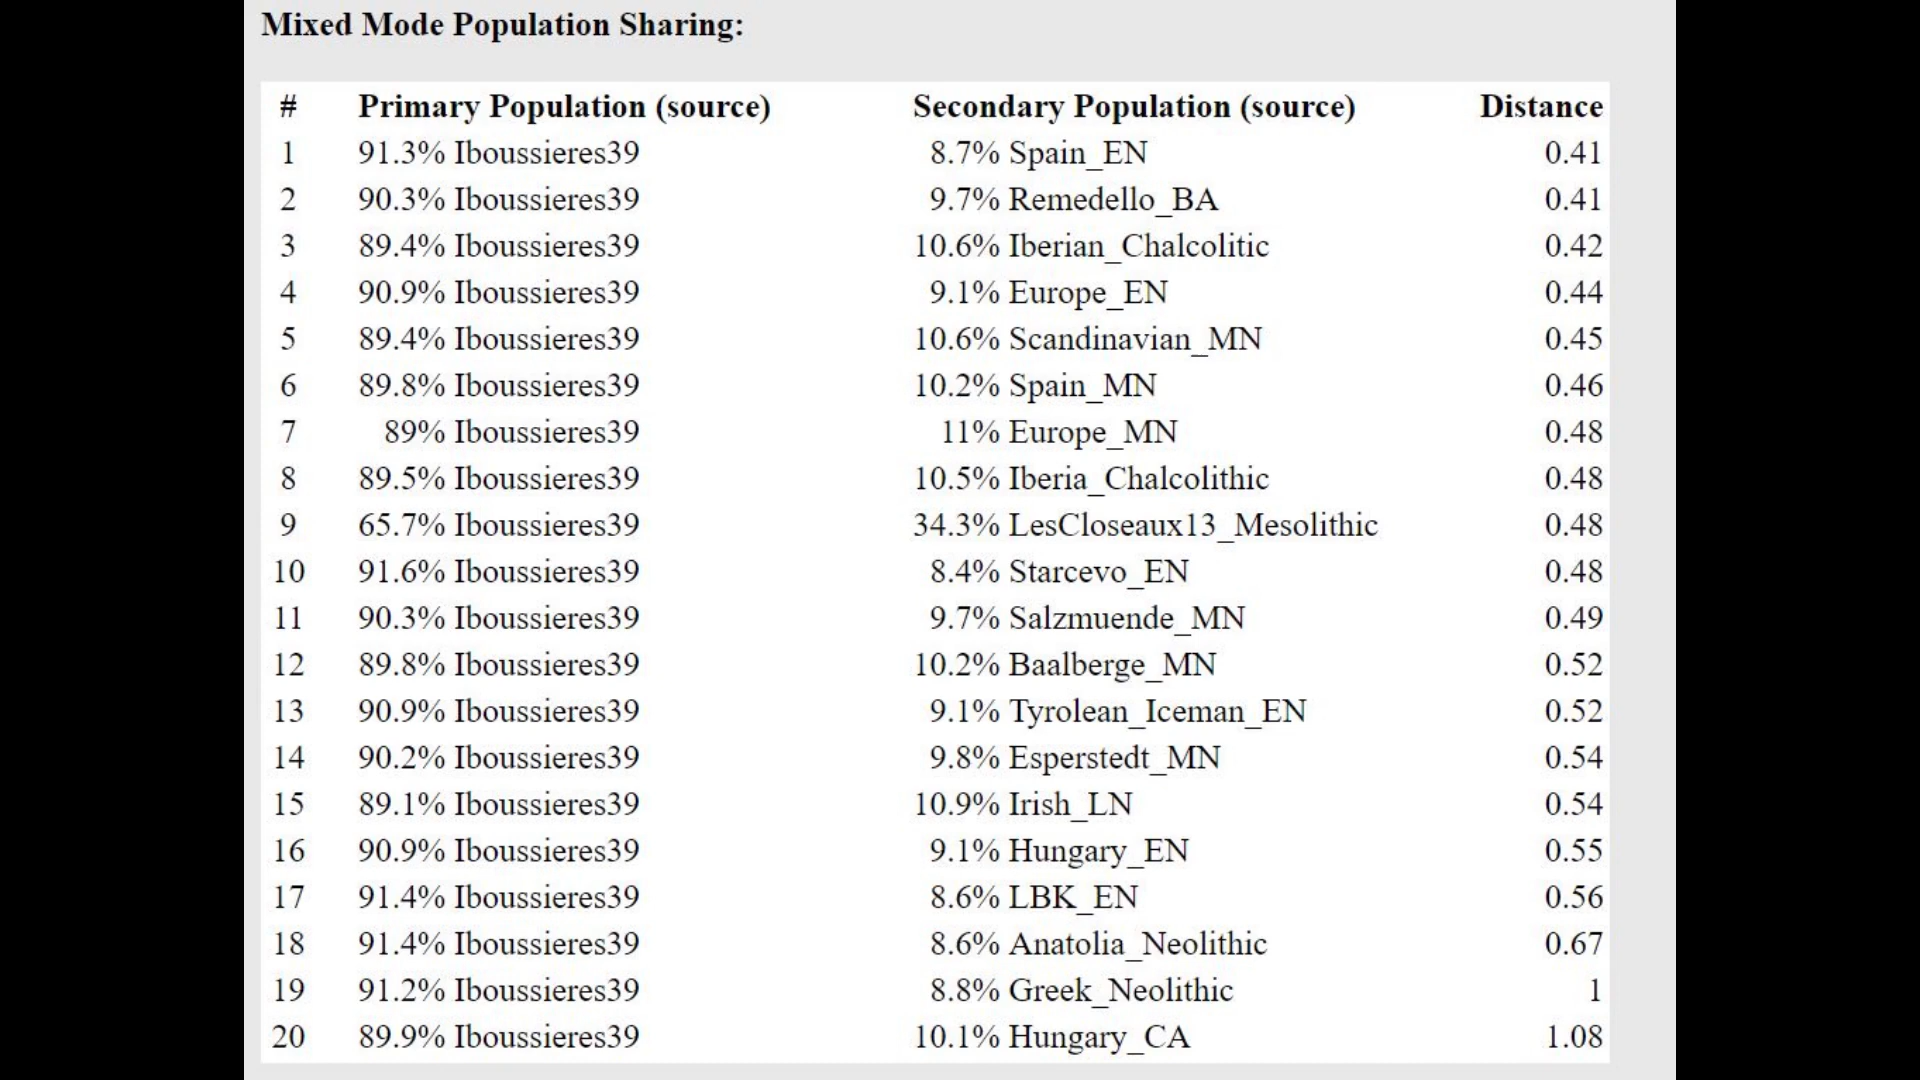 Mixed Mode Population Sharing:
# Primary Population (source) Secondary Population (source) Distance
1 91.3% Iboussieres39 8.7% Spain_EN 0.41
2 90.3% Iboussieres39 9.7% Remedello_BA 0.41
3 89.4% Iboussieres39 10.6% Iberian_Chalcolitic 0.42
4 90.9% Iboussieres39 9.1% Europe_EN 0.44
5 89.4% Iboussieres39 10.6% Scandinavian_MN 0.45
6 89.8% Iboussieres39 10.2% Spain_MN 0.46
7 89% Iboussieres39 11% Europe_MN 0.48
8 89.5% Iboussieres39 10.5% Iberia_Chalcolithic 0.48
9 65.7% Iboussieres39 34.3% LesCloseaux13_Mesolithic 0.48
10 91.6% Iboussieres39 8.4% Starcevo_EN 0.48
11 90.3% Iboussieres39 9.7% Salzmuende_MN 0.49
12 89.8% Iboussieres39 10.2% Baalberge_MN 0.52
13 90.9% Iboussieres39 9.1% Tyrolean_Iceman_EN 0.52
14 90.2% Iboussieres39 9.8% Esperstedt_MN 0.54
15 89.1% Iboussieres39 10.9% Irish_LN 0.54
16 90.9% Iboussieres39 9.1% Hungary_EN 0.55
17 91.4% Iboussieres39 8.6% LBK_EN 0.56
18 91.4% Iboussieres39 8.6% Anatolia_Neolithic 0.67
19 91.2% Iboussieres39 8.8% Greek_Neolithic 1
20 89.9% Iboussieres39 10.1% Hungary_CA 1.08